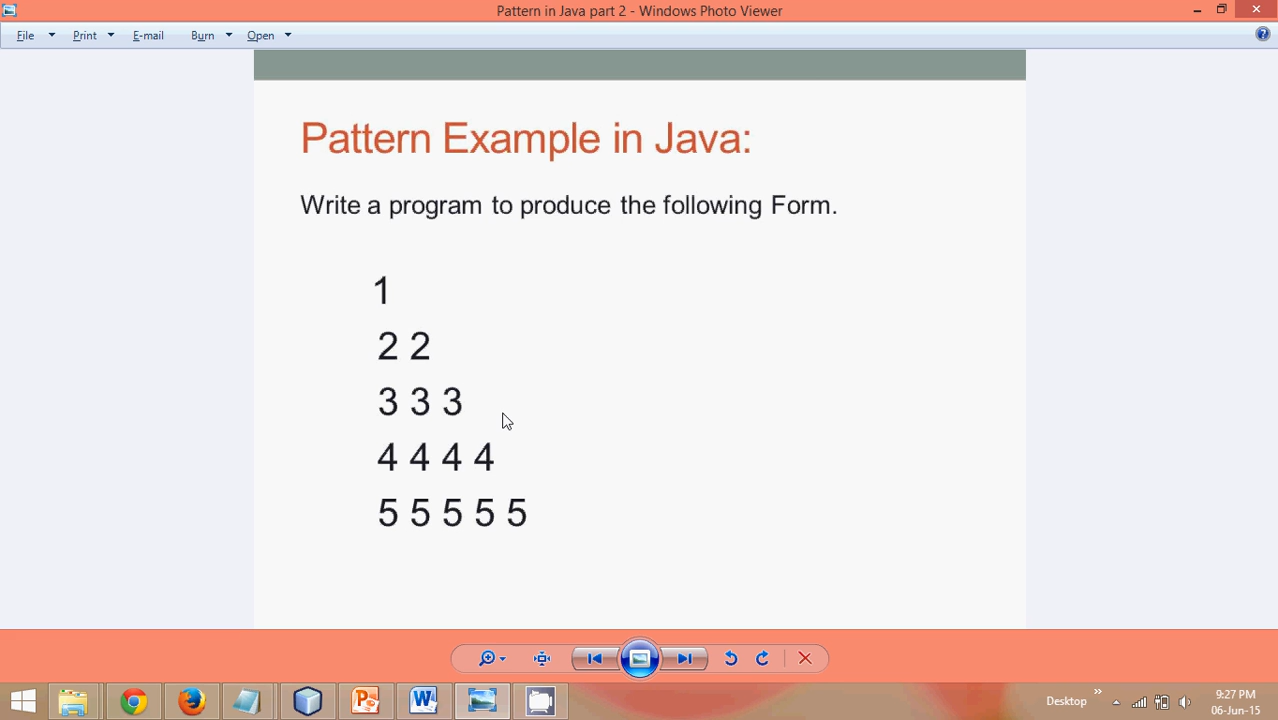 Pattern in Java part 2 - Windows Photo Viewer
File Print E-mail Burn Open
Pattern Example in Java:
Write a program to produce the following Form.
1
2 2
3 3 3
4 4 4 4
5 5 5 5 5
Desktop
9:27 PM
06-Jun-15